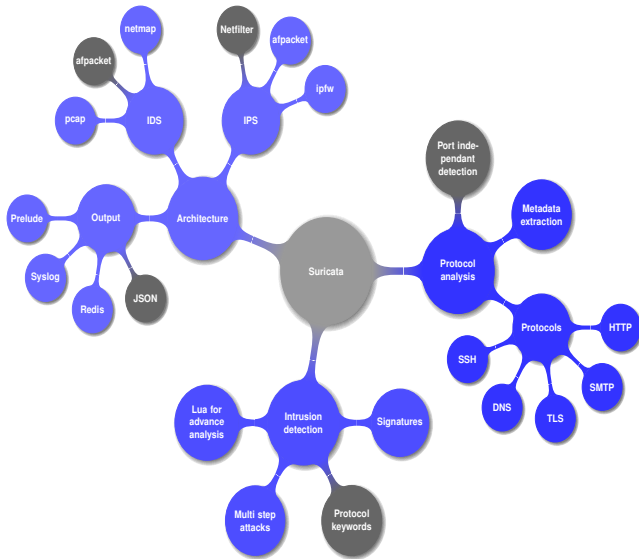 netmap
afpacket
pcap
IDS
Netfilter
afpacket
ipfw
IPS
Prelude
Output
Architecture
Syslog
Redis
JSON
Suricata
Port inde-
pendant
detection
Metadata
extraction
Protocol
analysis
Protocols
HTTP
SSH
SMTP
DNS
TLS
Lua for
advance
analysis
Intrusion
detection
Signatures
Multi step
attacks
Protocol
keywords